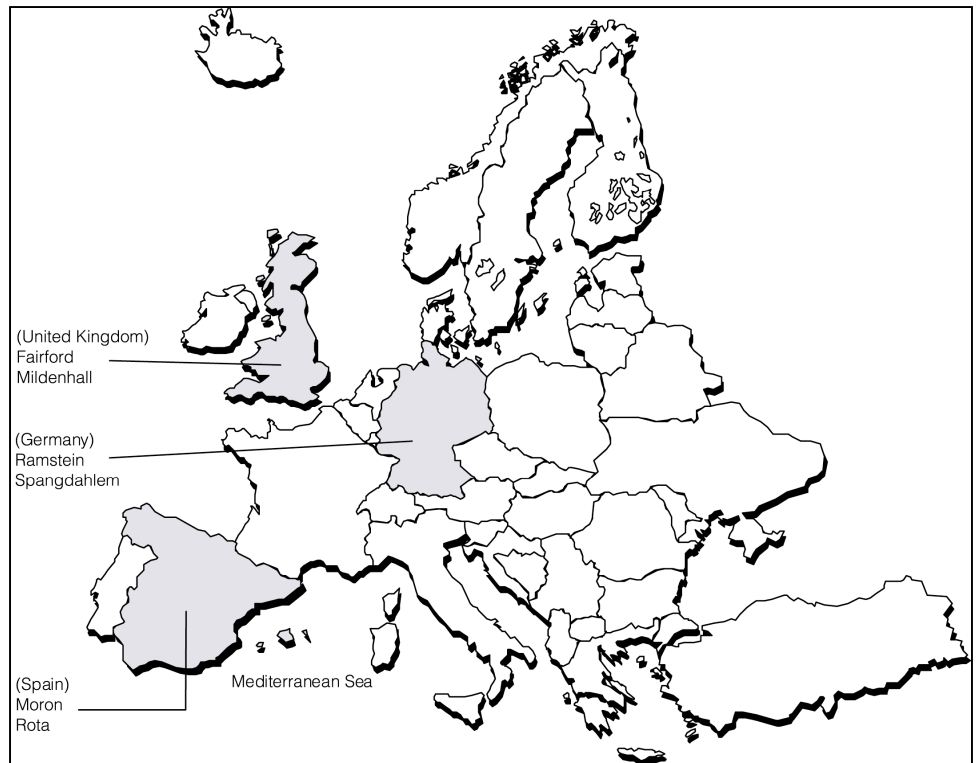 (United Kingdom)
Fairford
Mildenhall
(Germany)
Ramstein
Spangdahlem
(Spain)
Moron
Rota
Mediterranean Sea